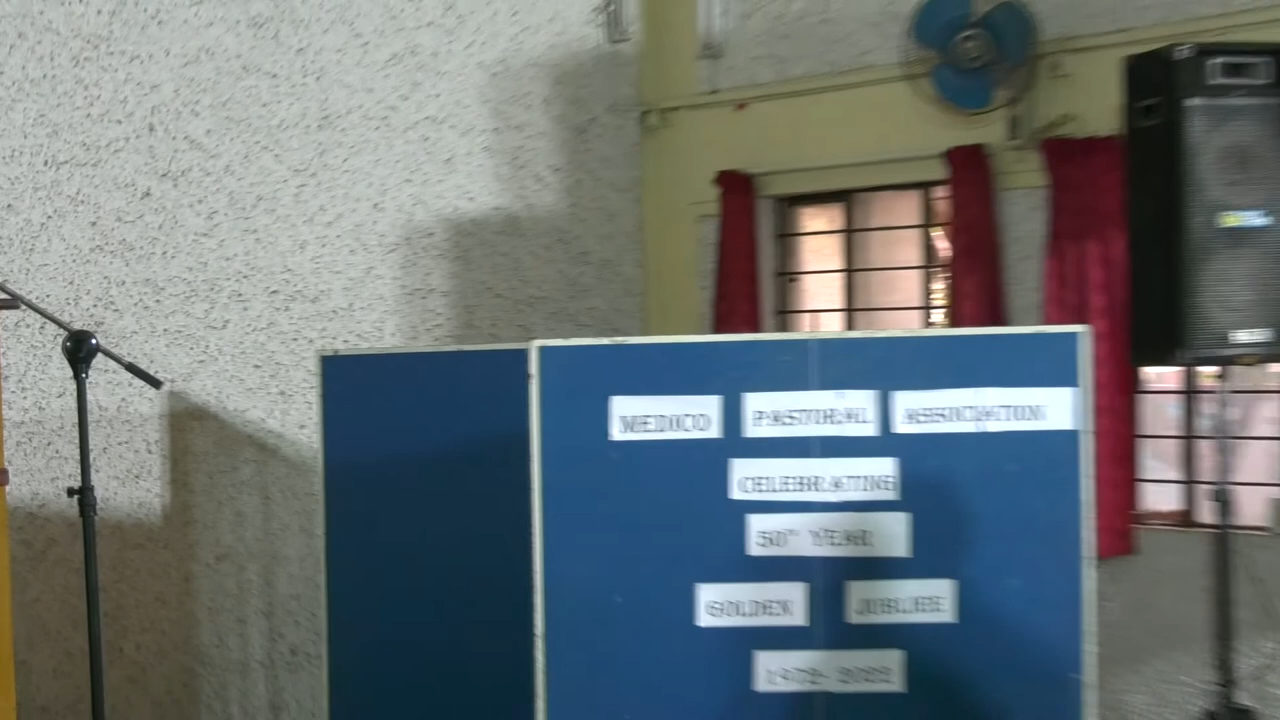 MEDICO PASTORAL ASSOCIATION
CELEBRATING
50TH YEAR
GOLDEN JUBILEE
1972-2022